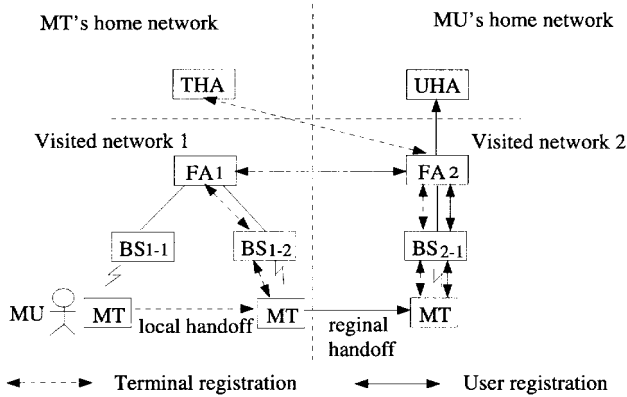 MT's home network
MU's home network
THA
UHA
Visited network 1
Visited network 2
FA1
FA2
BS1-1
BS1-2
BS2-1
MU
MT
local handoff
MT
reginal
handoff
MT
Terminal registration
User registration